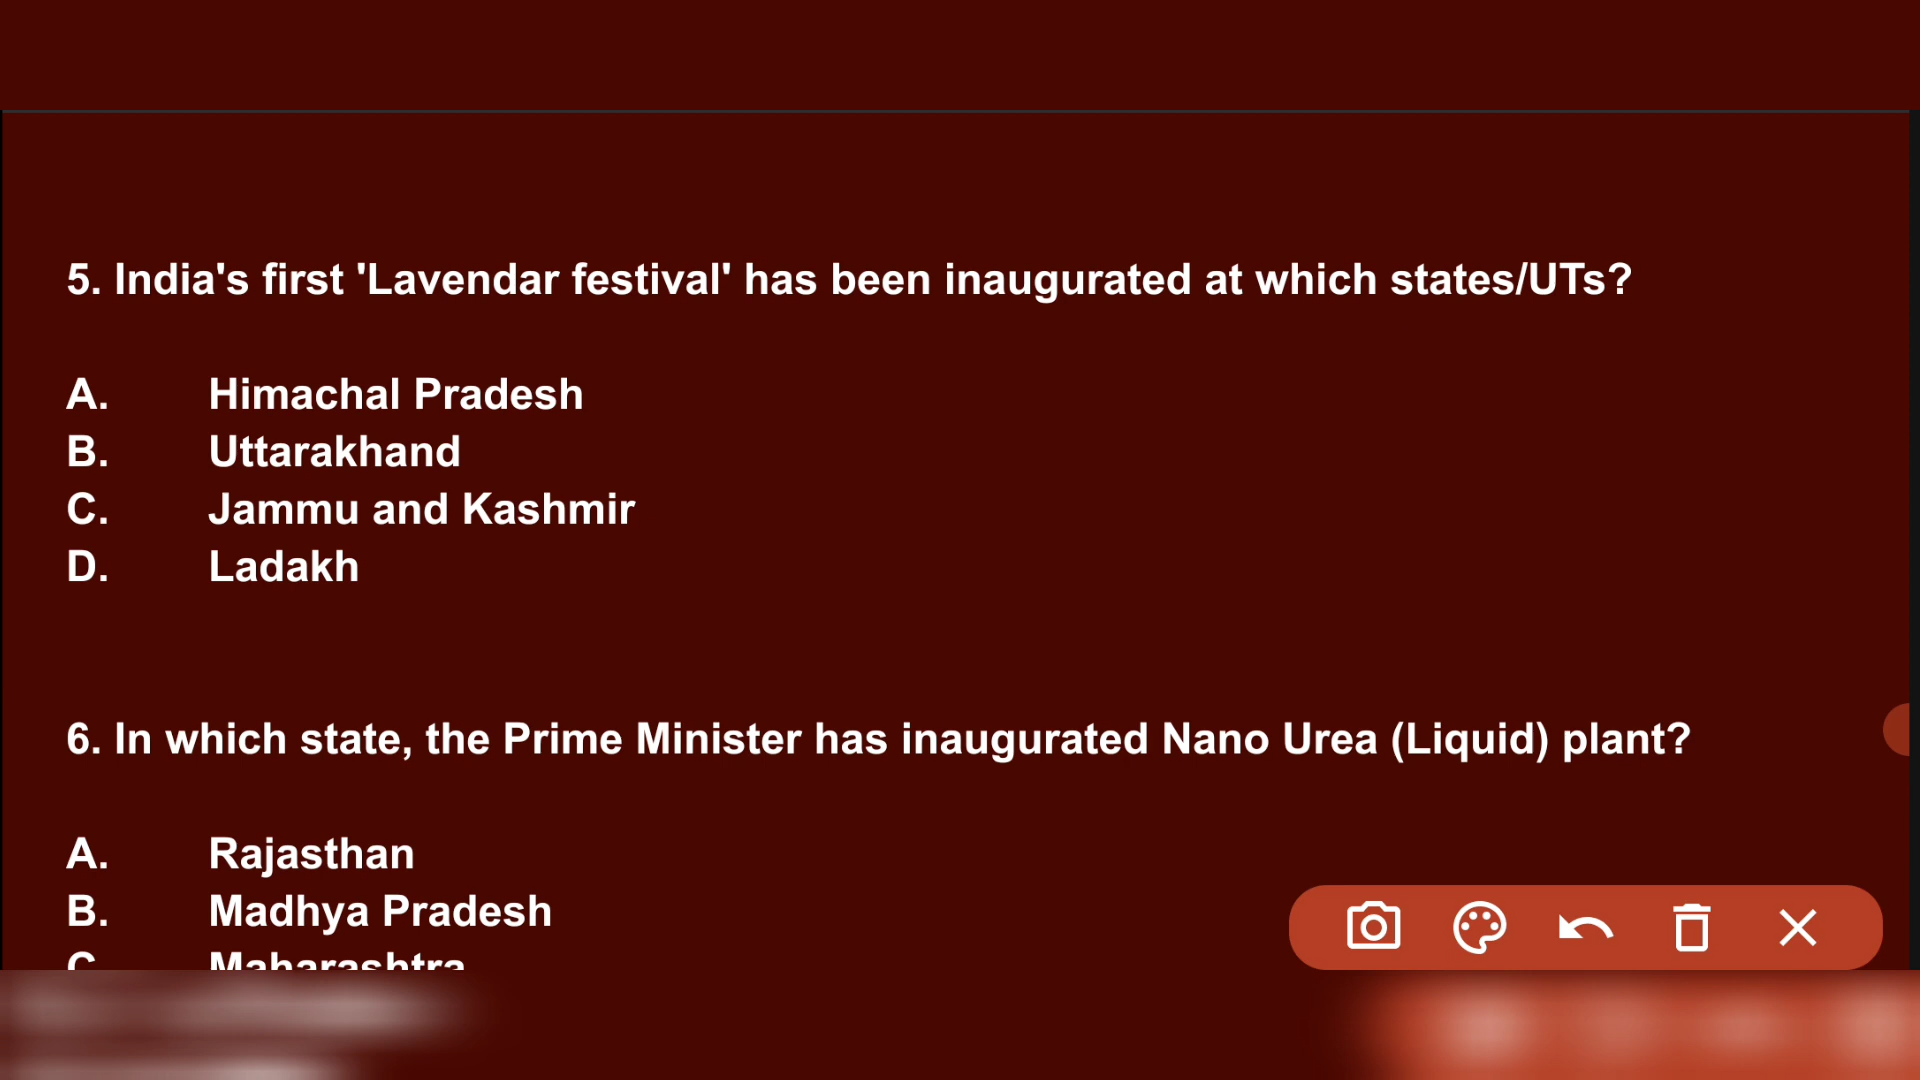 5. India's first 'Lavendar festival' has been inaugurated at which states/UTs?
A. Himachal Pradesh
B. Uttarakhand
C. Jammu and Kashmir
D. Ladakh
6. In which state, the Prime Minister has inaugurated Nano Urea (Liquid) plant?
A. Rajasthan
B. Madhya Pradesh
C Maharashtra